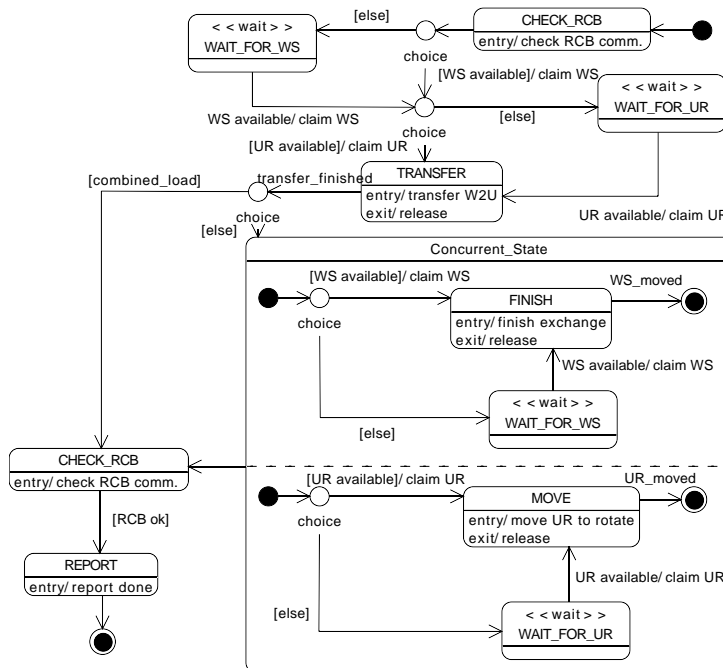 [else]
CHECK_RCB
entry/ check RCB comm.
< < wait > >
WAIT_FOR_WS
choice
[WS available]/ claim WS
< < wait > >
WAIT_FOR_UR
WS available/ claim WS
[else]
choice
[UR available]/ claim UR
TRANSFER
entry/ transfer W2U
exit/ release
transfer_finished
[combined_load]
UR available/ claim UR
choice
[else]
Concurrent_State
[WS available]/ claim WS
WS_moved
FINISH
entry/ finish exchange
exit/ release
choice
WS available/ claim WS
< < wait > >
WAIT_FOR_WS
[else]
CHECK_RCB
entry/ check RCB comm.
[UR available]/ claim UR
UR_moved
MOVE
entry/ move UR to rotate
exit/ release
choice
[RCB ok]
REPORT
entry/ report done
UR available/ claim UR
[else]
< < wait > >
WAIT_FOR_UR